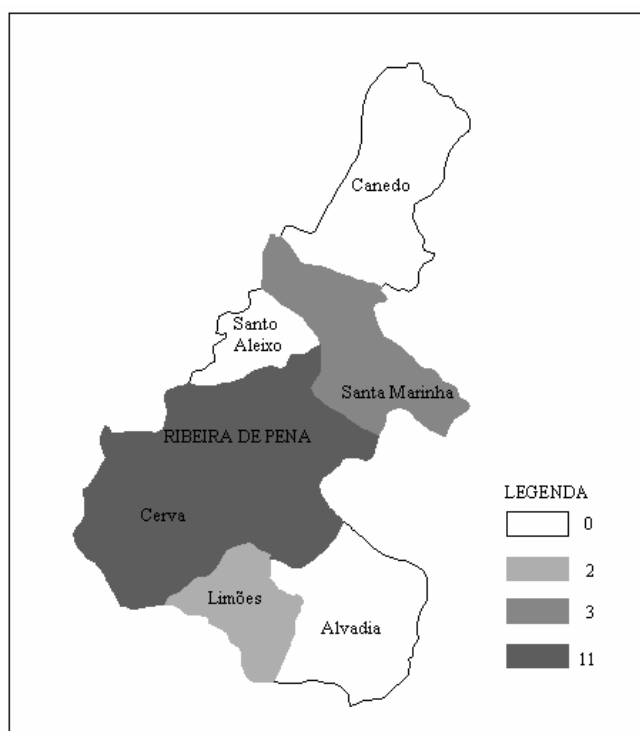 Canedo
Santo
Aleixo
Santa Marinha
RIBEIRA DE PENA
Cerva
Limões
Alvadia
LEGENDA
0
2
3
11